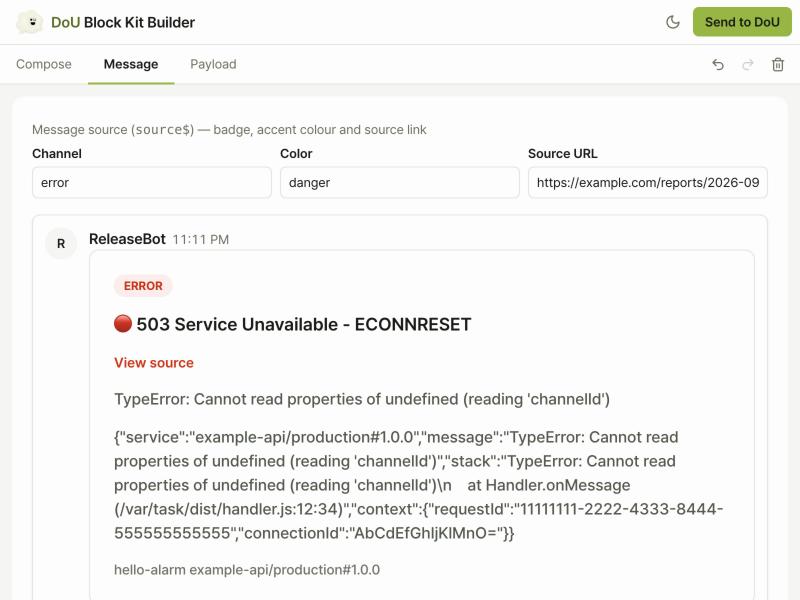 DoU Block Kit Builder
Send to DoU
Compose
Message
Payload
Message source (source$) — badge, accent colour and source link
Channel
Color
Source URL
error
danger
https://example.com/reports/2026-09
R
ReleaseBot 11:11 PM
ERROR
503 Service Unavailable - ECONNRESET
View source
TypeError: Cannot read properties of undefined (reading 'channelId')
{"service":"example-api/production#1.0.0","message":"TypeError: Cannot read
properties of undefined (reading 'channelId')","stack":"TypeError: Cannot read
properties of undefined (reading 'channelId')\n    at Handler.onMessage
(/var/task/dist/handler.js:12:34)","context":{"requestId":"11111111-2222-4333-8444-
555555555555","connectionId":"AbCdEfGhIjKlMnO="}}
hello-alarm example-api/production#1.0.0